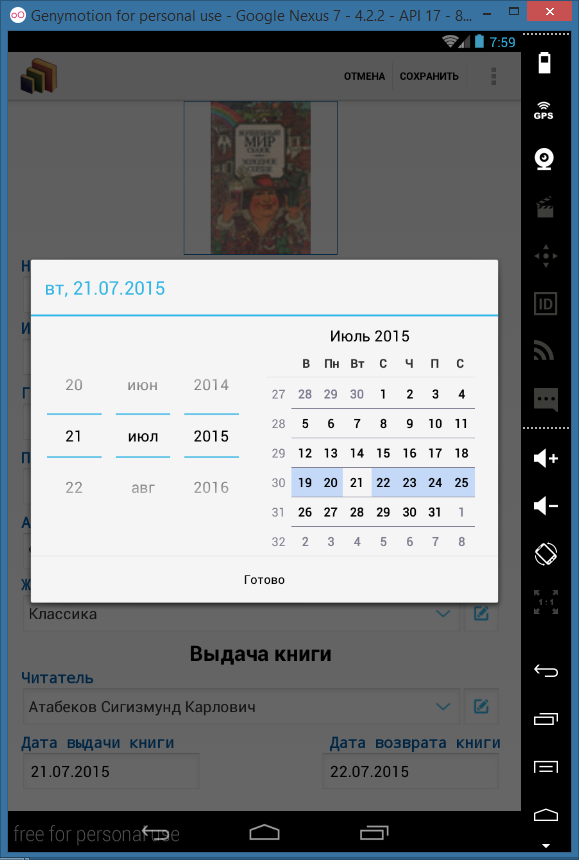 Genymotion for personal use - Google Nexus 7 - 4.2.2 - API 17 - 8...
7:59
GPS
ОТМЕНА СОХРАНИТЬ
МИР
Н
вт, 21.07.2015
И
Июль 2015
В Пн Вт С Ч П С
20 июн 2014
27 28 29 30 1 2 3 4
Г
28 5 6 7 8 9 10 11
21 июл 2015
29 12 13 14 15 16 17 18
П
30 19 20 21 22 23 24 25
22 авг 2016
31 26 27 28 29 30 31 1
А
32 2 3 4 5 6 7 8
Готово
Ж
ID
1:1
Классика
Выдача книги
Читатель
Атабеков Сигизмунд Карлович
Дата выдачи книги Дата возврата книги
21.07.2015 22.07.2015
free for personal use